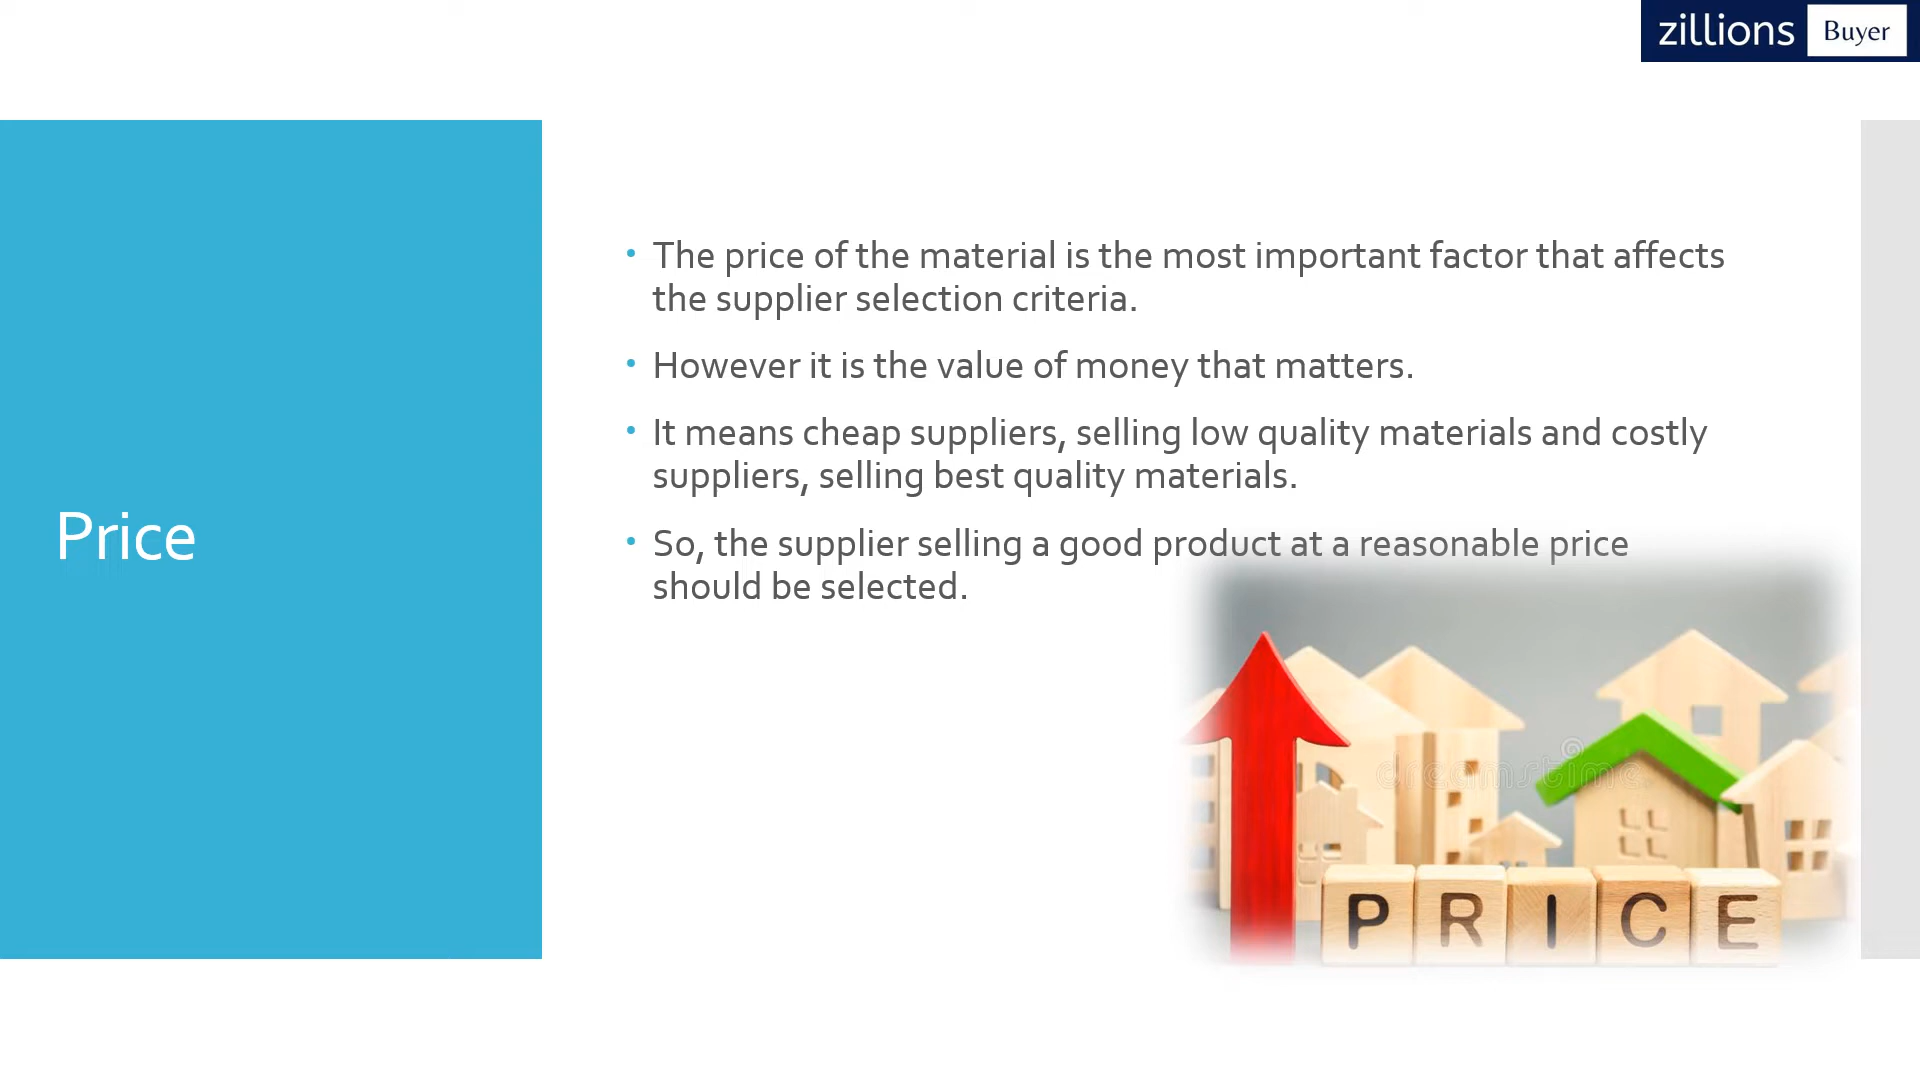 zillions Buyer
Price
• The price of the material is the most important factor that affects
the supplier selection criteria.
• However it is the value of money that matters.
• It means cheap suppliers, selling low quality materials and costly
suppliers, selling best quality materials.
• So, the supplier selling a good product at a reasonable price
should be selected.
dreamstime
PRICE